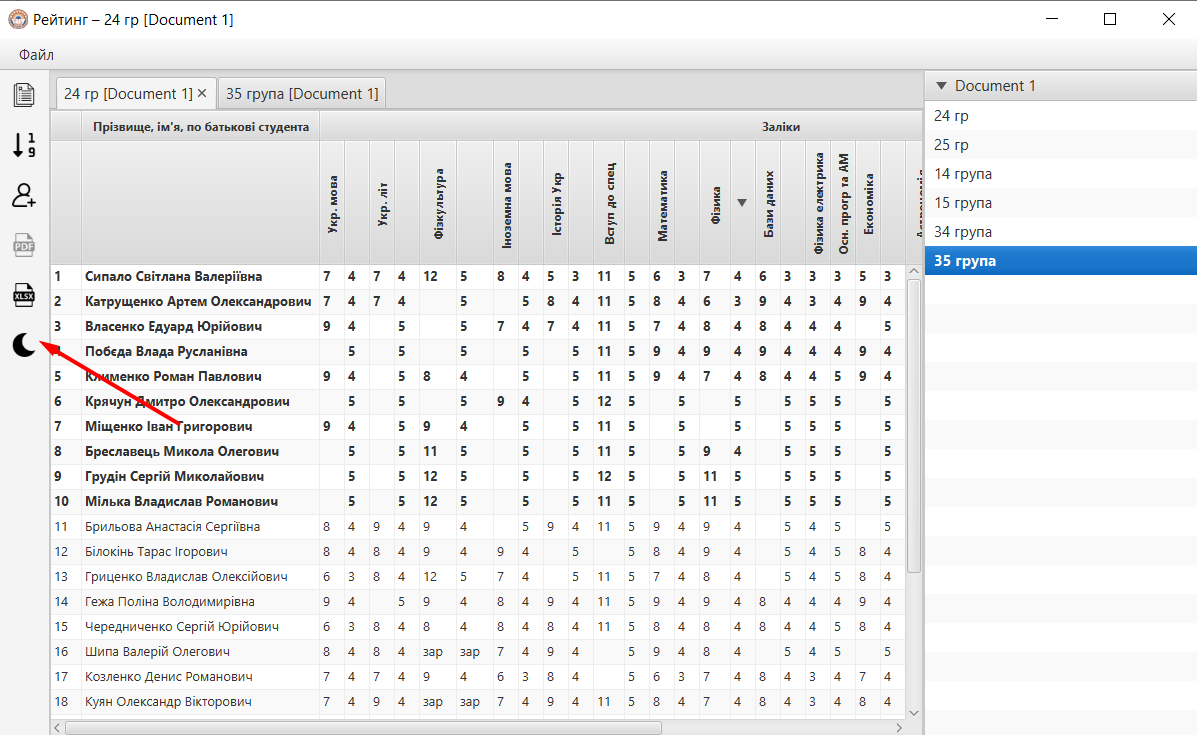 Рейтинг – 24 гр [Document 1]
Файл
24 гр [Document 1] 35 група [Document 1]
Document 1
24 гр
25 гр
14 група
15 група
34 група
35 група
PDF
XLSX
Прізвище, ім'я, по батькові студента Заліки
Укр. мова Укр. літ Фізкультура Іноземна мова Історія Укр Вступ до спец Математика Фізика Бази даних Фізика електрика Осн. прогр та АМ Економіка
1 Сипало Світлана Валеріївна 7 4 7 4 12 5 8 4 5 3 11 5 6 3 7 4 6 3 3 3 5 3
2 Катрущенко Артем Олександрович 7 4 7 4 5 5 8 4 11 5 8 4 6 3 9 4 3 4 9 4
3 Власенко Едуард Юрійович 9 4 5 5 7 4 7 4 11 5 7 4 8 4 8 4 4 4 5
Побєда Влада Русланівна 5 5 5 5 5 11 5 9 4 9 4 9 4 4 4 9 4
5 Клименко Роман Павлович 9 4 5 8 4 5 5 11 5 9 4 7 4 8 4 4 5 9 4
6 Крячун Дмитро Олександрович 5 5 5 9 4 5 12 5 5 5 5 5 5 5
7 Міщенко Іван Григорович 9 4 5 9 4 5 5 11 5 5 5 5 5 5 5
8 Бреславець Микола Олегович 5 5 11 5 5 5 11 5 5 9 4 5 5 5 5
9 Грудін Сергій Миколайович 5 5 12 5 5 5 12 5 5 11 5 5 5 5 5
10 Мілька Владислав Романович 5 5 12 5 5 5 11 5 5 11 5 5 5 5 5
11 Брильова Анастасія Сергіївна 8 4 9 4 9 4 5 9 4 11 5 9 4 9 4 5 4 5 5
12 Білокінь Тарас Ігорович 8 4 8 4 9 4 9 4 5 5 8 4 9 4 5 4 5 8 4
13 Гриценко Владислав Олексійович 6 3 8 4 12 5 7 4 5 11 5 7 4 8 4 5 4 5 8 4
14 Гежа Поліна Володимирівна 9 4 5 9 4 8 4 9 4 11 5 9 4 9 4 8 4 4 4 9 4
15 Чередниченко Сергій Юрійович 6 3 8 4 8 4 8 4 8 4 11 5 8 4 8 4 8 4 4 5 8 4
16 Шипа Валерій Олегович 8 4 8 4 зар зар 7 4 9 4 5 9 4 8 4 5 4 5 5
17 Козленко Денис Романович 7 4 7 4 9 4 6 3 8 4 5 6 3 7 4 8 4 3 4 7 4
18 Куян Олександр Вікторович 7 4 9 4 зар зар 7 4 9 4 11 5 8 4 7 4 8 4 3 4 8 4